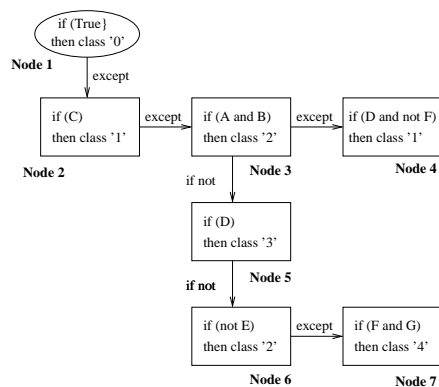 if (True}
then class '0'
Node 1
except
if (C)
then class '1'
Node 2
except
if (A and B)
then class '2'
Node 3
except
if (D and not F)
then class '1'
Node 4
if not
if (D)
then class '3'
Node 5
if not
if (not E)
then class '2'
Node 6
except
if (F and G)
then class '4'
Node 7